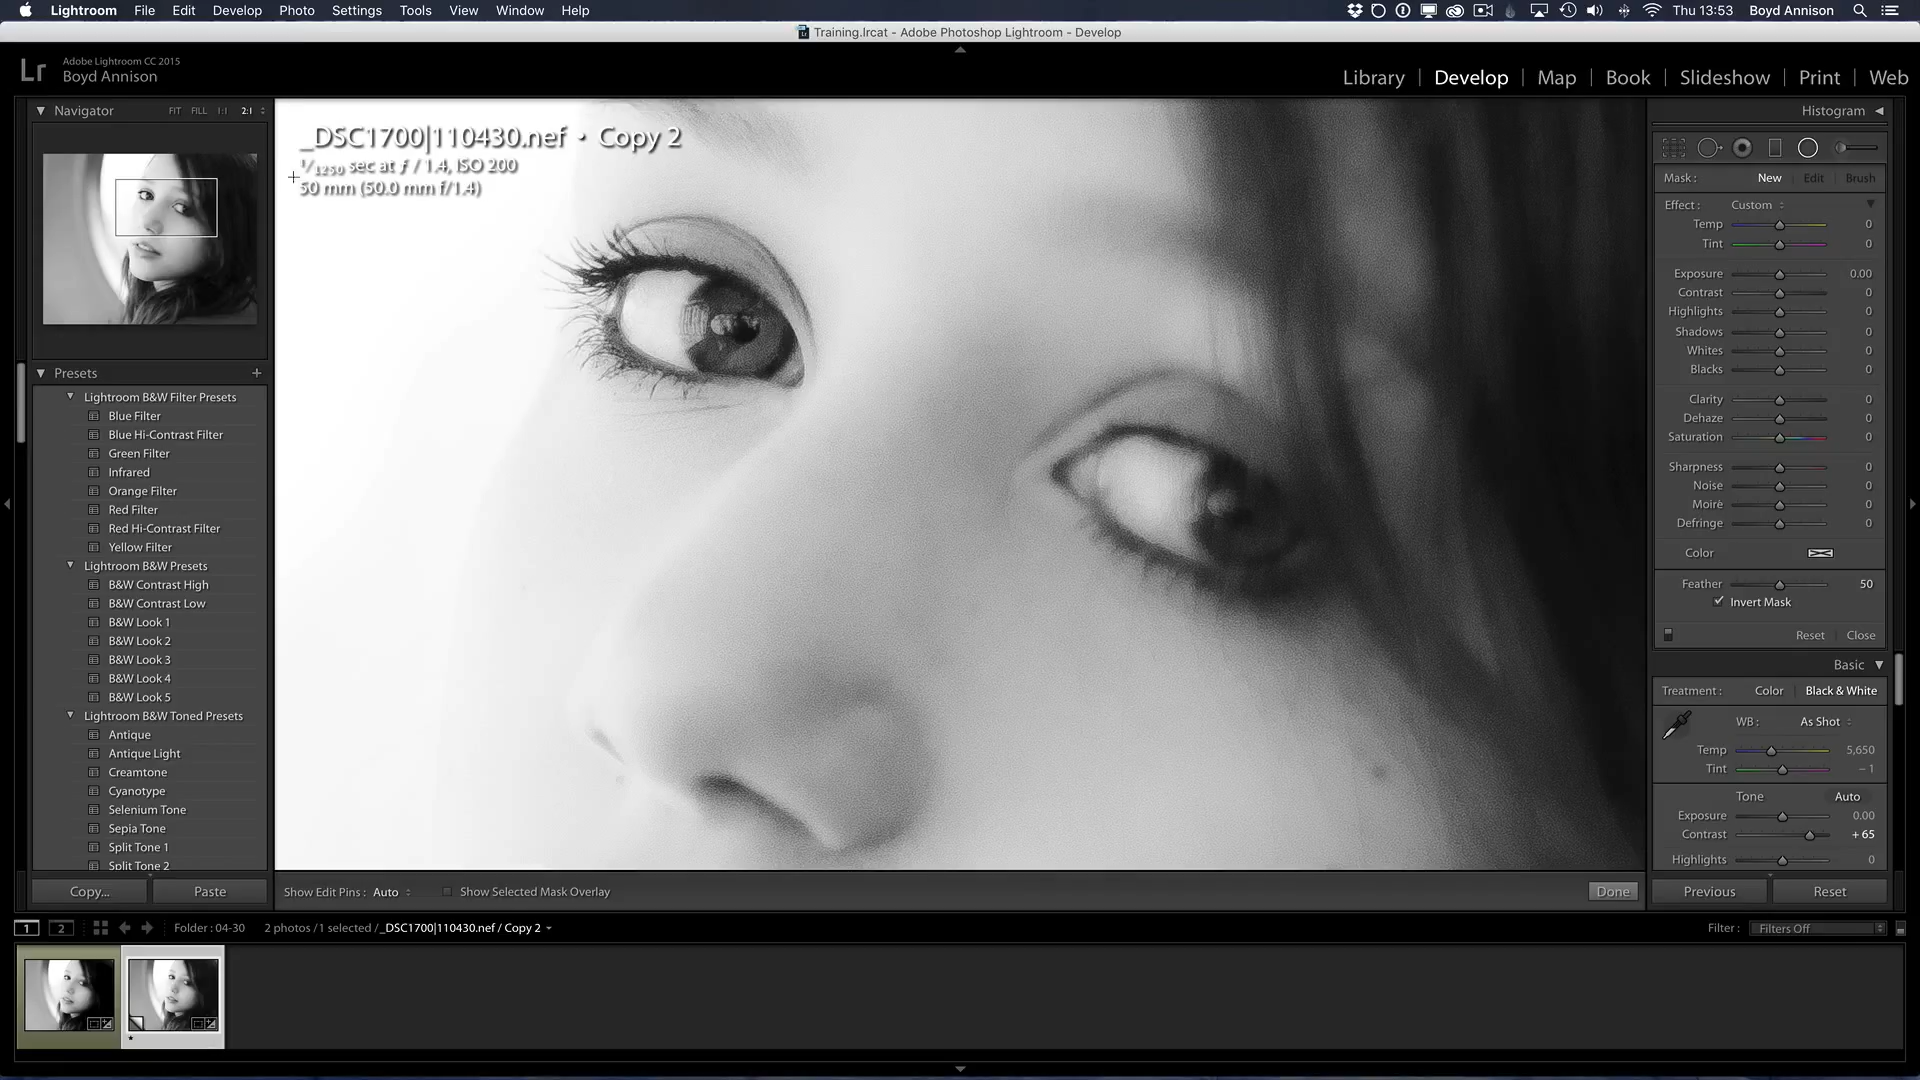 Lightroom File Edit Develop Photo Settings Tools View Window Help Thu 13:53 Boyd Annison
Training.lrcat - Adobe Photoshop Lightroom - Develop
Lr Adobe Lightroom CC 2015
Boyd Annison
Library | Develop | Map | Book | Slideshow | Print | Web
Navigator FIT FILL 1:1 2:1
Histogram
_DSC1700|110430.nef • Copy 2
1/1250 sec at ƒ / 1.4, ISO 200
50 mm (50.0 mm f/1.4)
Presets +
Lightroom B&W Filter Presets
Blue Filter
Blue Hi-Contrast Filter
Green Filter
Infrared
Orange Filter
Red Filter
Red Hi-Contrast Filter
Yellow Filter
Lightroom B&W Presets
B&W Contrast High
B&W Contrast Low
B&W Look 1
B&W Look 2
B&W Look 3
B&W Look 4
B&W Look 5
Lightroom B&W Toned Presets
Antique
Antique Light
Creamtone
Cyanotype
Selenium Tone
Sepia Tone
Split Tone 1
Split Tone 2
Copy... Paste
Mask : New Edit Brush
Effect : Custom
Temp 0
Tint 0
Exposure 0.00
Contrast 0
Highlights 0
Shadows 0
Whites 0
Blacks 0
Clarity 0
Dehaze 0
Saturation 0
Sharpness 0
Noise 0
Moiré 0
Defringe 0
Color
Feather 50
Invert Mask
Reset Close
Basic
Treatment : Color Black & White
WB : As Shot
Temp 5,650
Tint – 1
Tone Auto
Exposure 0.00
Contrast + 65
Highlights 0
Previous Reset
Show Edit Pins : Auto Show Selected Mask Overlay Done
1 2 Folder : 04-30 2 photos / 1 selected / _DSC1700|110430.nef / Copy 2 Filter : Filters Off